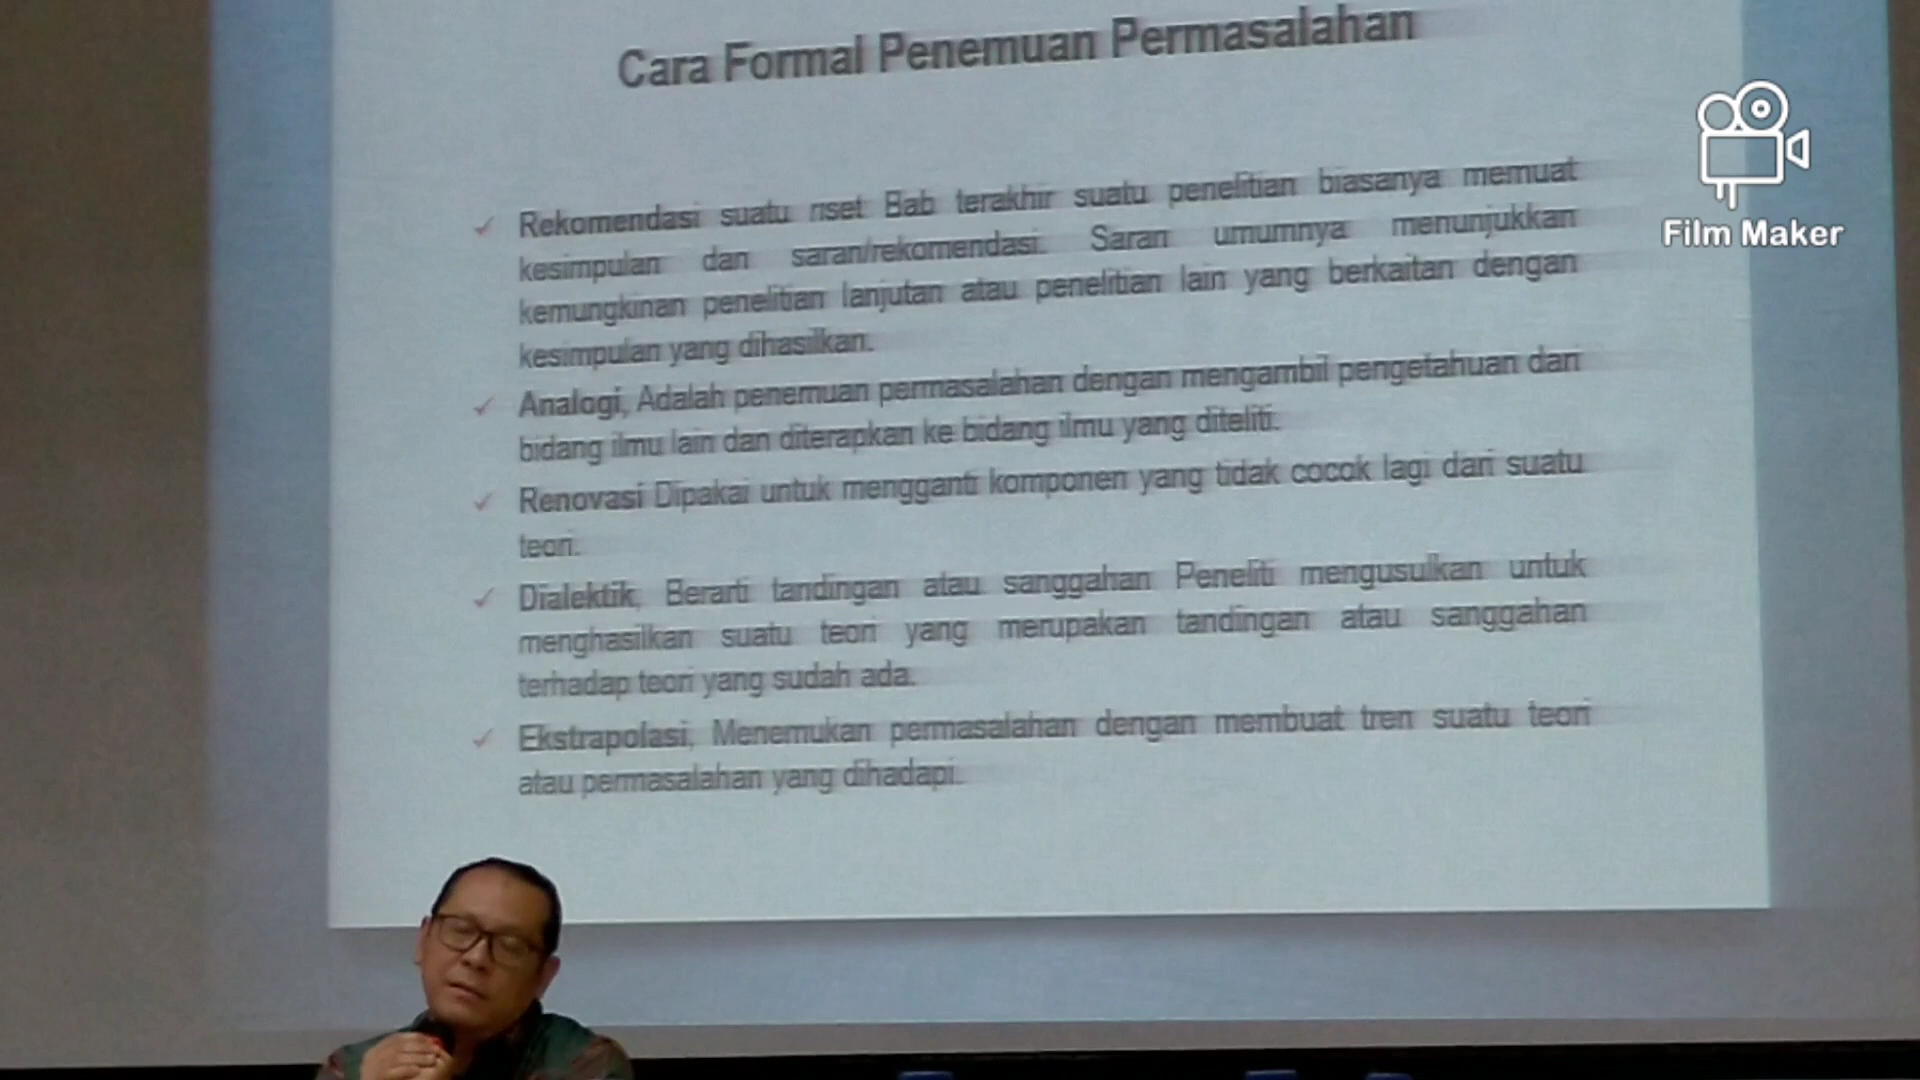 Cara Formal Penemuan Permasalahan
Film Maker
Rekomendasi suatu riset Bab terakhir suatu penelitian biasanya memuat
kesimpulan dan saran/rekomendasi. Saran umumnya menunjukkan
kemungkinan penelitian lanjutan atau penelitian lain yang berkaitan dengan
kesimpulan yang dihasilkan.
Analogi, Adalah penemuan permasalahan dengan mengambil pengetahuan dari
bidang ilmu lain dan diterapkan ke bidang ilmu yang diteliti.
Renovasi Dipakai untuk mengganti komponen yang tidak cocok lagi dari suatu
teori.
Dialektik, Berarti tandingan atau sanggahan Peneliti mengusulkan untuk
menghasilkan suatu teori yang merupakan tandingan atau sanggahan
terhadap teori yang sudah ada.
Ekstrapolasi, Menemukan permasalahan dengan membuat tren suatu teori
atau permasalahan yang dihadapi.